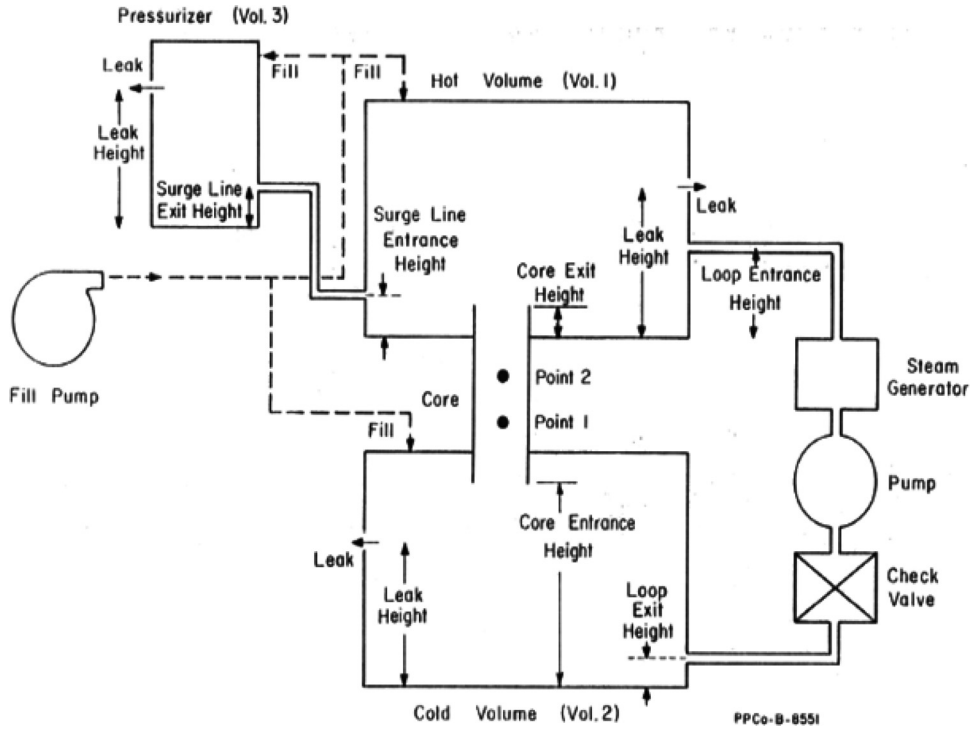 Pressurizer (Vol. 3)
Leak
Fill
Fill
Hot Volume (Vol. 1)
Leak
Height
Surge Line
Exit Height
Surge Line
Entrance
Height
Leak
Leak
Height
Core Exit
Height
Loop Entrance
Height
Fill Pump
Core
Point 2
Point 1
Steam
Generator
Fill
Pump
Core Entrance
Height
Leak
Leak
Height
Loop
Exit
Height
Check
Valve
Cold Volume (Vol. 2)
PPCo-B-8551